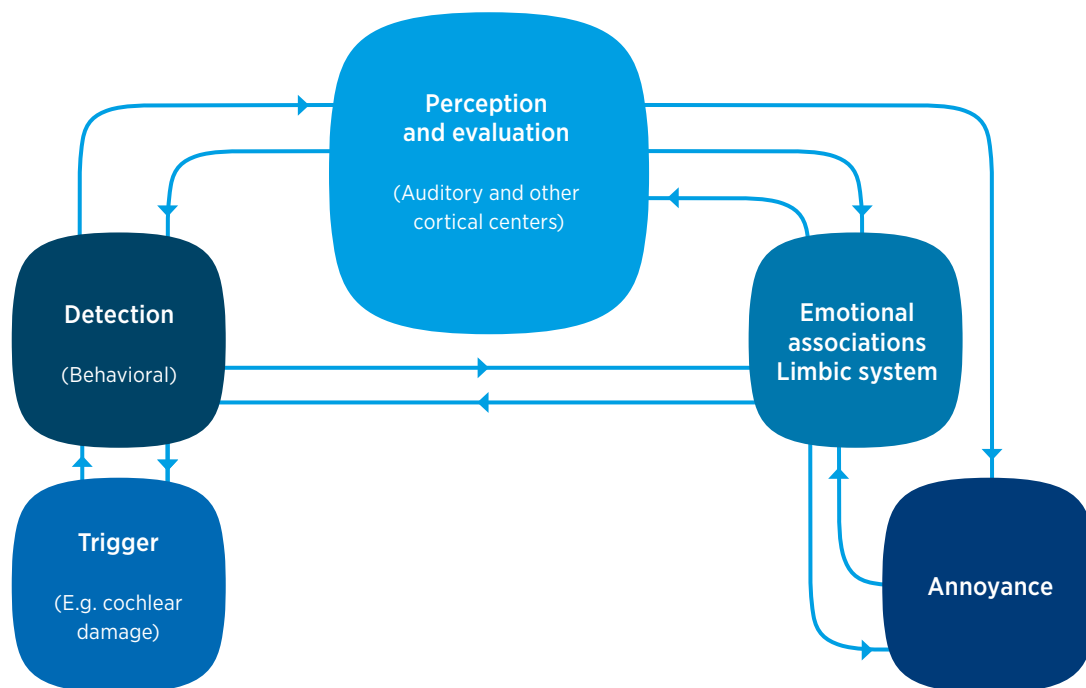 Perception
and evaluation
(Auditory and other
cortical centers)
Detection
(Behavioral)
Emotional
associations
Limbic system
Trigger
(E.g. cochlear
damage)
Annoyance